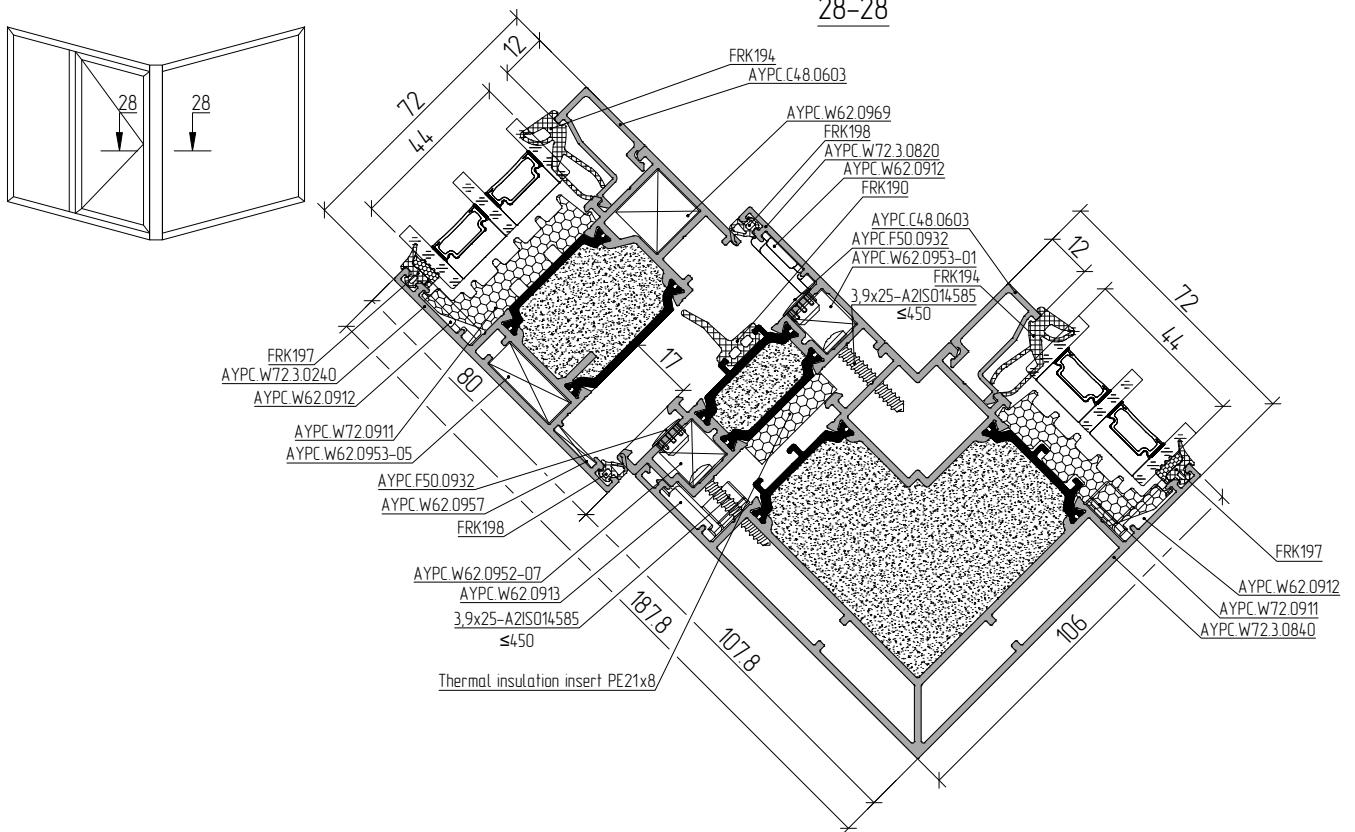 28-28
28
28
72
12
44
FRK194
AYPC.C48.0603
AYPC.W62.0969
FRK198
AYPC.W72.3.0820
AYPC.W62.0912
FRK190
AYPC.C48.0603
AYPC.F50.0932
AYPC.W62.0953-01
FRK194
3,9x25-A2ISO14585
≤450
12
72
44
FRK197
AYPC.W72.3.0240
AYPC.W62.0912
AYPC.W72.0911
AYPC.W62.0953-05
80
17
AYPC.F50.0932
AYPC.W62.0957
FRK198
AYPC.W62.0952-07
AYPC.W62.0913
3,9x25-A2ISO14585
≤450
Thermal insulation insert PE21x8
187.8
107.8
106
FRK197
AYPC.W62.0912
AYPC.W72.0911
AYPC.W72.3.0840